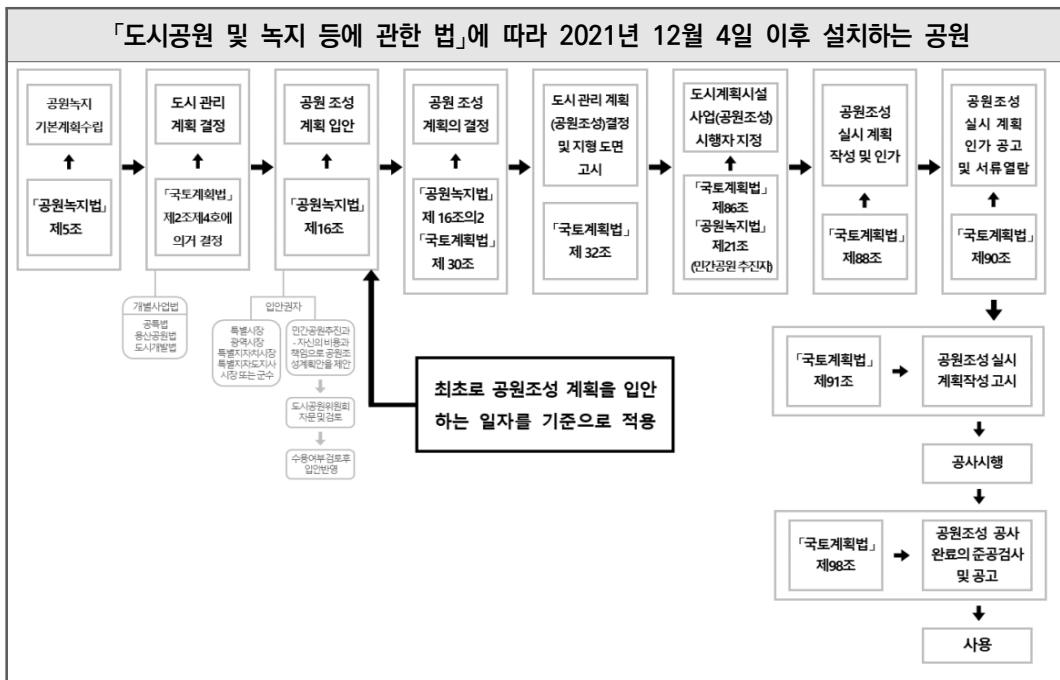 「도시공원 및 녹지 등에 관한 법」에 따라 2021년 12월 4일 이후 설치하는 공원
공원녹지
기본계획수립
「공원녹지법」
제5조
도시 관리
계획 결정
「국토계획법」
제2조제4호에
의거 결정
개별사업법
공특법
용산공원법
도시개발법
공원 조성
계획 입안
「공원녹지법」
제16조
입안권자
특별시장
광역시장
특별자치시장
특별지자도지사
시장 또는 군수
민간공원추진과
- 자신의 비용과
책임으로 공원조
성계획안을 제안
도시공원위원회
자문 및 검토
수용여부 검토 후
입안반영
공원 조성
계획의 결정
「공원녹지법」
제 16조의2
「국토계획법」
제 30조
최초로 공원조성 계획을 입안
하는 일자를 기준으로 적용
도시 관리 계획
(공원조성)결정
및 지형 도면
고시
「국토계획법」
제 32조
도시계획시설
사업(공원조성)
시행자 지정
「국토계획법」
제86조
「공원녹지법」
제21조
(민간공원 추진자)
공원조성
실시 계획
작성 및 인가
「국토계획법」
제88조
공원조성
실시 계획
인가 공고
및 서류열람
「국토계획법」
제90조
「국토계획법」
제91조
공원조성 실시
계획작성 고시
공사시행
「국토계획법」
제98조
공원조성 공사
완료의 준공검사
및 공고
사용